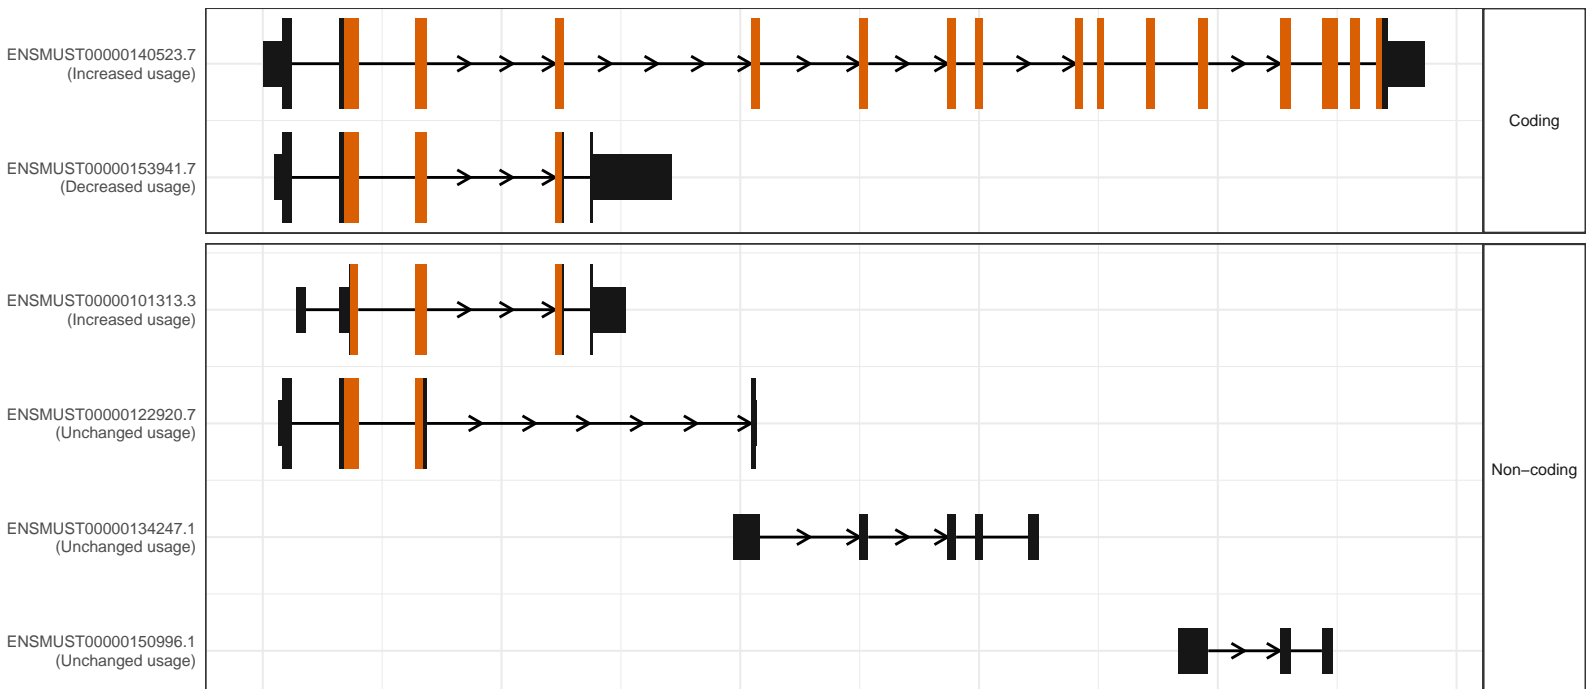 ENSMUST00000140523.7
(Increased usage)
ENSMUST00000153941.7
(Decreased usage)
Coding
ENSMUST00000101313.3
(Increased usage)
ENSMUST00000122920.7
(Unchanged usage)
Non−coding
ENSMUST00000134247.1
(Unchanged usage)
ENSMUST00000150996.1
(Unchanged usage)